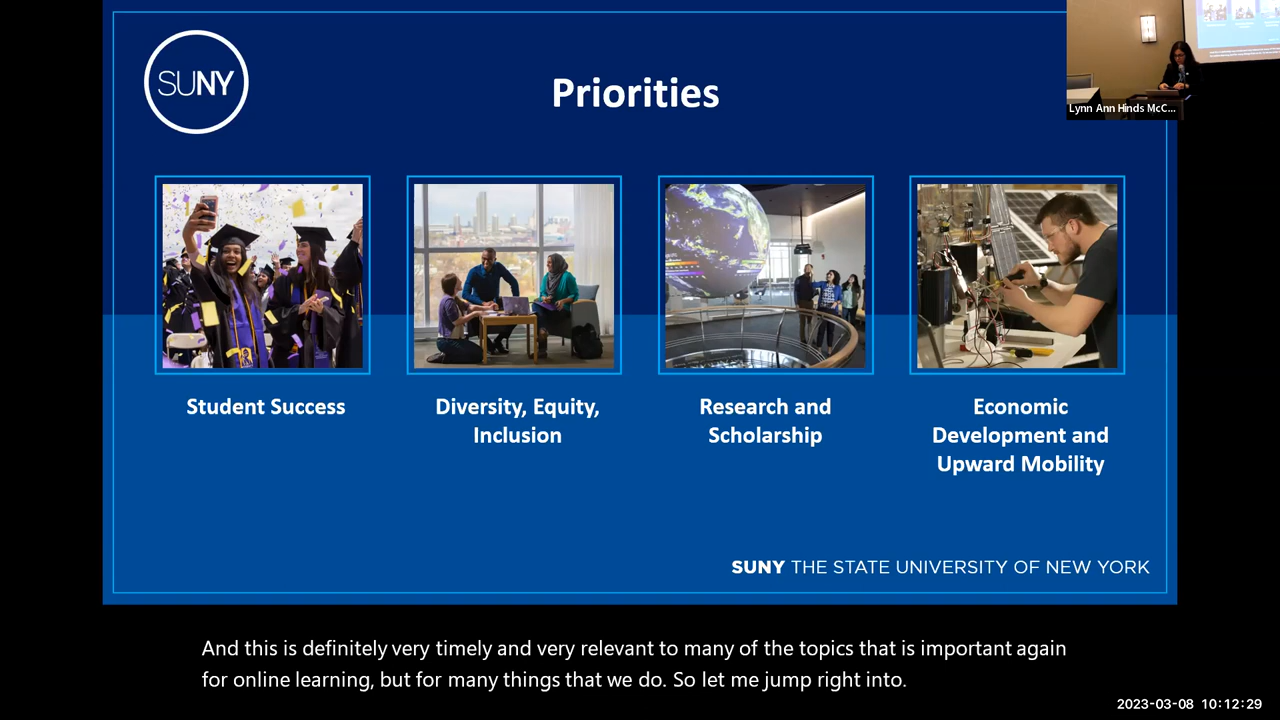 SUNY
Priorities
Lynn Ann Hinds McC...
Student Success
Diversity, Equity,
Inclusion
Research and
Scholarship
Economic
Development and
Upward Mobility
SUNY THE STATE UNIVERSITY OF NEW YORK
And this is definitely very timely and very relevant to many of the topics that is important again
for online learning, but for many things that we do. So let me jump right into.
2023-03-08 10:12:29